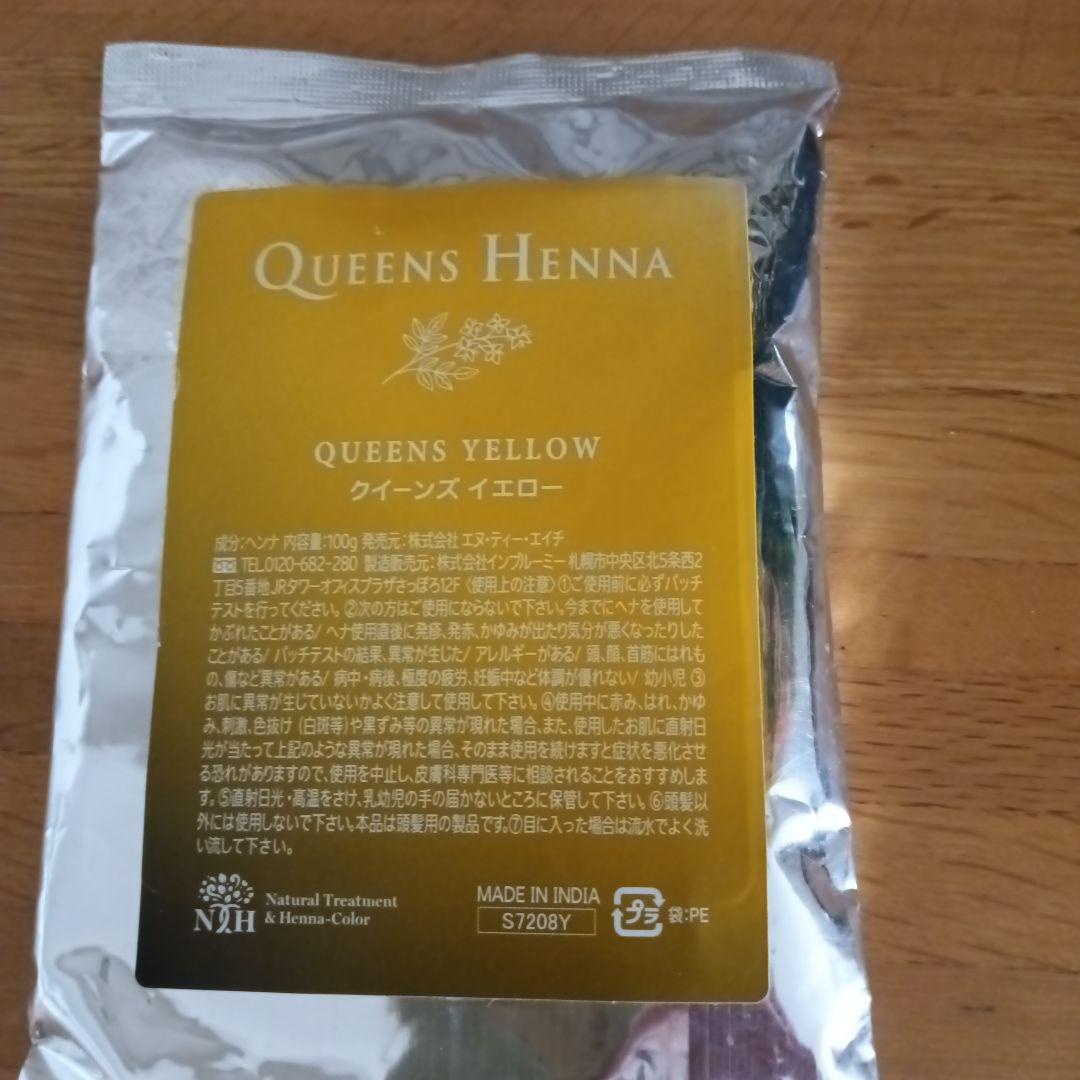 QUEENS HENNA
QUEENS YELLOW
クイーンズ イエロー
成分:ヘンナ 内容量:100g 発売元:株式会社 エヌ・ティー・エイチ
TEL.0120-682-280 製造販売元:株式会社インブルーミー 札幌市中央区北5条西2
丁目5番地JRタワーオフィスプラザさっぽろ12F 〈使用上の注意〉①ご使用前に必ずパッチ
テストを行ってください。②次の方はご使用にならないで下さい。今までにヘナを使用して
かぶれたことがある/ ヘナ使用直後に発疹、発赤、かゆみが出たり気分が悪くなったりした
ことがある/ パッチテストの結果、異常が生じた/ アレルギーがある/ 頭、顔、首筋にはれも
の、傷など異常がある/ 病中・病後、極度の疲労、妊娠中など体調が優れない/ 幼小児 ③
お肌に異常が生じていないかよく注意して使用して下さい。④使用中に赤み、はれ、かゆ
み、刺激、色抜け (白斑等)や黒ずみ等の異常が現れた場合、また、使用したお肌に直射日
光が当たって上記のような異常が現れた場合、そのまま使用を続けますと症状を悪化させ
る恐れがありますので、使用を中止し、皮膚科専門医等に相談されることをおすすめしま
す。⑤直射日光・高温をさけ、乳幼児の手の届かないところに保管して下さい。⑥頭髪以
外には使用しないで下さい。本品は頭髪用の製品です。⑦目に入った場合は流水でよく洗
い流して下さい。
NTH
Natural Treatment
& Henna-Color
MADE IN INDIA
S7208Y
プラ 袋:PE